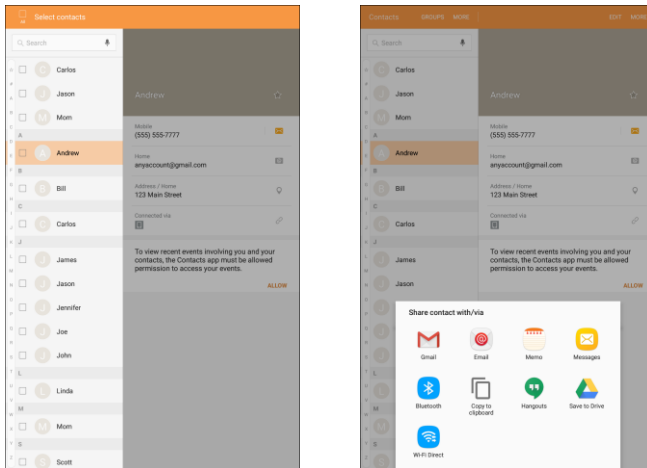 Select contacts
All
Search
Carlos
C
Jason
J
Mom
M
A
Andrew
A
B
Bill
B
C
Carlos
C
J
James
J
Jason
J
Jennifer
J
Joe
J
John
J
L
Linda
L
M
Mom
M
S
Scott
S
Andrew
Mobile
(555) 555-7777
Home
anyaccount@gmail.com
Address / Home
123 Main Street
Connected via
To view recent events involving you and your
contacts, the Contacts app must be allowed
permission to access your events.
ALLOW
Contacts GROUPS MORE EDIT MORE
Search
Carlos
Jason
Mom
A
Andrew
B
Bill
C
Carlos
J
James
Jason
L
M
S
Andrew
Mobile
(555) 555-7777
Home
anyaccount@gmail.com
Address / Home
123 Main Street
Connected via
To view recent events involving you and your
contacts, the Contacts app must be allowed
permission to access your events.
ALLOW
Share contact with/via
Gmail Email Memo Messages
Bluetooth Copy to clipboard Hangouts Save to Drive
Wi-Fi Direct